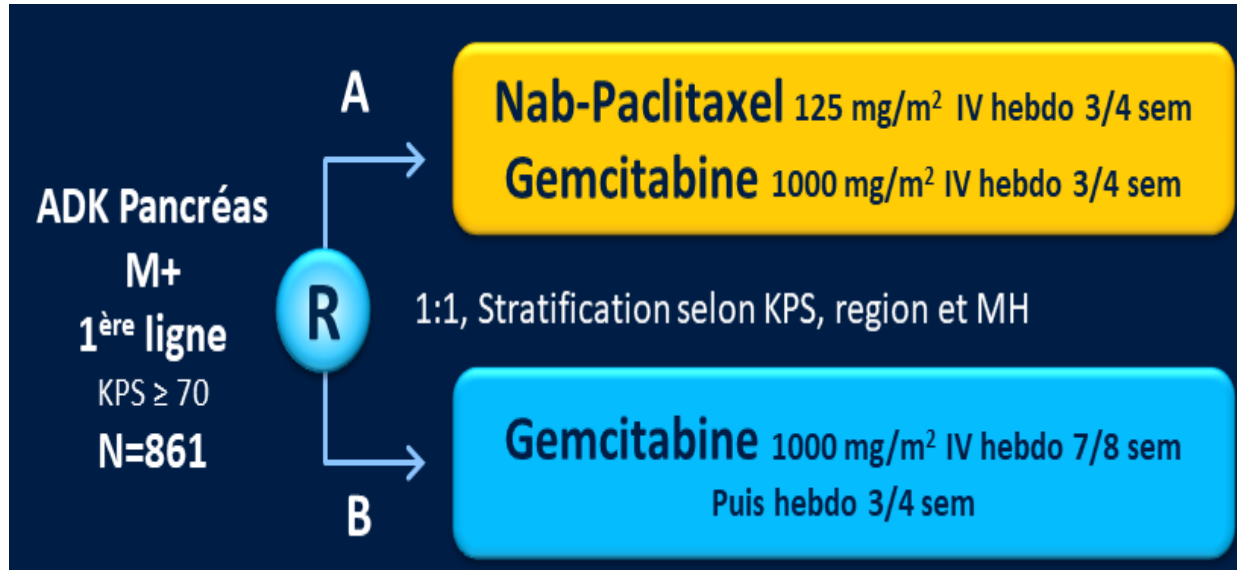 ADK Pancréas
M+
1ère ligne
KPS ≥ 70
N=861
R
A
Nab-Paclitaxel 125 mg/m² IV hebdo 3/4 sem
Gemcitabine 1000 mg/m² IV hebdo 3/4 sem
1:1, Stratification selon KPS, region et MH
B
Gemcitabine 1000 mg/m² IV hebdo 7/8 sem
Puis hebdo 3/4 sem